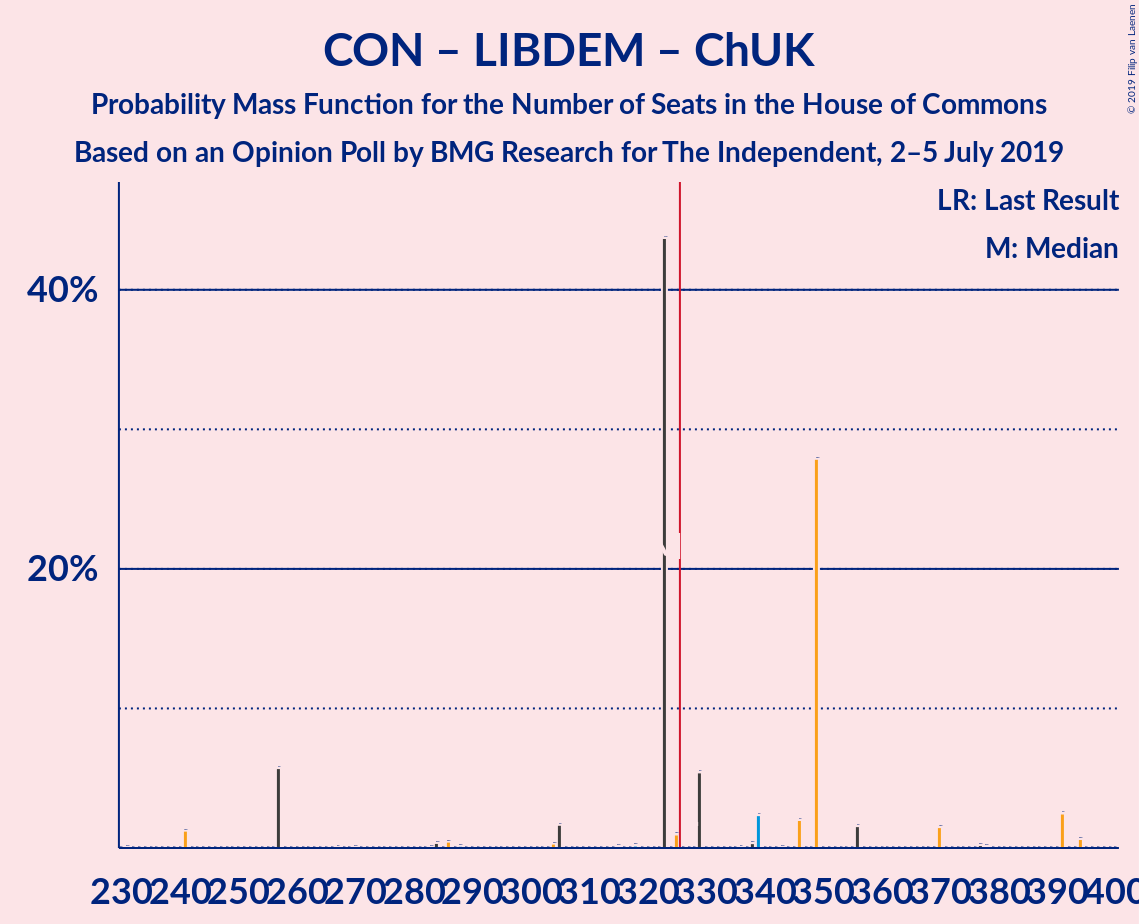 CON – LIBDEM – ChUK
Probability Mass Function for the Number of Seats in the House of Commons
Based on an Opinion Poll by BMG Research for The Independent, 2–5 July 2019
© 2019 Filip van Laenen
LR: Last Result
M: Median
40%
20%
230 240 250 260 270 280 290 300 310 320 330 340 350 360 370 380 390 400